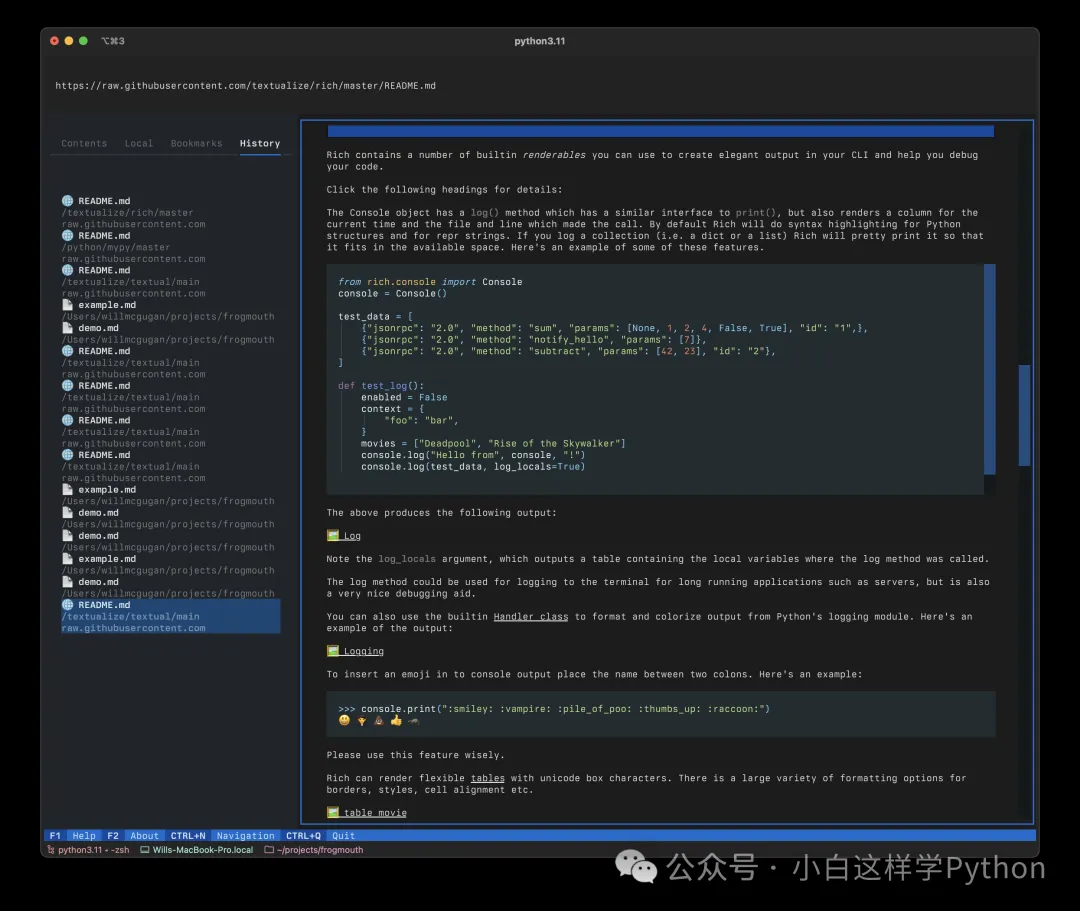 ⌥⌘3
python3.11
https://raw.githubusercontent.com/textualize/rich/master/README.md
Contents Local Bookmarks History
README.md
/textualize/rich/master
raw.githubusercontent.com
README.md
/python/mypy/master
raw.githubusercontent.com
README.md
/textualize/textual/main
raw.githubusercontent.com
example.md
/Users/willmcgugan/projects/frogmouth
demo.md
/Users/willmcgugan/projects/frogmouth
README.md
/textualize/textual/main
raw.githubusercontent.com
README.md
/textualize/textual/main
raw.githubusercontent.com
README.md
/textualize/textual/main
raw.githubusercontent.com
README.md
/textualize/textual/main
raw.githubusercontent.com
example.md
/Users/willmcgugan/projects/frogmouth
demo.md
/Users/willmcgugan/projects/frogmouth
demo.md
/Users/willmcgugan/projects/frogmouth
example.md
/Users/willmcgugan/projects/frogmouth
demo.md
/Users/willmcgugan/projects/frogmouth
README.md
/textualize/textual/main
raw.githubusercontent.com
Rich contains a number of builtin renderables you can use to create elegant output in your CLI and help you debug
your code.
Click the following headings for details:
The Console object has a log() method which has a similar interface to print(), but also renders a column for the
current time and the file and line which made the call. By default Rich will do syntax highlighting for Python
structures and for repr strings. If you log a collection (i.e. a dict or a list) Rich will pretty print it so that
it fits in the available space. Here's an example of some of these features.
from rich.console import Console
console = Console()
test_data = [
{"jsonrpc": "2.0", "method": "sum", "params": [None, 1, 2, 4, False, True], "id": "1",},
{"jsonrpc": "2.0", "method": "notify_hello", "params": [7]},
{"jsonrpc": "2.0", "method": "subtract", "params": [42, 23], "id": "2"},
]
def test_log():
enabled = False
context = {
"foo": "bar",
}
movies = ["Deadpool", "Rise of the Skywalker"]
console.log("Hello from", console, "!")
console.log(test_data, log_locals=True)
The above produces the following output:
Log
Note the log_locals argument, which outputs a table containing the local variables where the log method was called.
The log method could be used for logging to the terminal for long running applications such as servers, but is also
a very nice debugging aid.
You can also use the builtin Handler class to format and colorize output from Python's logging module. Here's an
example of the output:
Logging
To insert an emoji in to console output place the name between two colons. Here's an example:
>>> console.print(":smiley: :vampire: :pile_of_poo: :thumbs_up: :raccoon:")
😃 🧛 💩 👍 🦝
Please use this feature wisely.
Rich can render flexible tables with unicode box characters. There is a large variety of formatting options for
borders, styles, cell alignment etc.
table movie
F1 Help F2 About CTRL+N Navigation CTRL+Q Quit
python3.11 • -zsh Wills-MacBook-Pro.local ~/projects/frogmouth
公众号 · 小白这样学Python